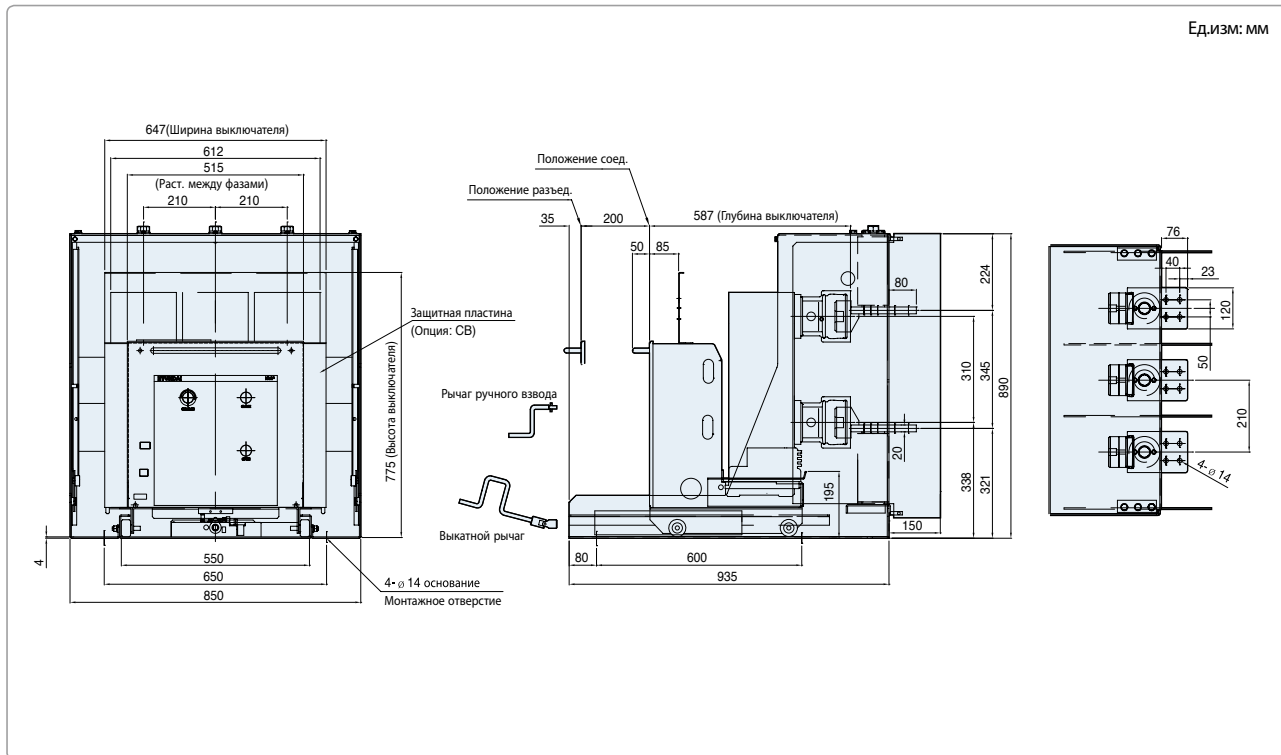 Ед.изм: мм
647(Ширина выключателя)
612
515
(Раст. между фазами)
210
210
Защитная пластина
(Опция: CB)
775 (Высота выключателя)
4
550
650
850
4- ø 14 основание
Монтажное отверстие
Положение соед.
Положение разъед.
35
200
587 (Глубина выключателя)
50
85
80
224
310
345
890
Рычаг ручного взвода
20
338
321
195
Выкатной рычаг
150
80
600
935
76
40
23
120
50
210
4- ø 14